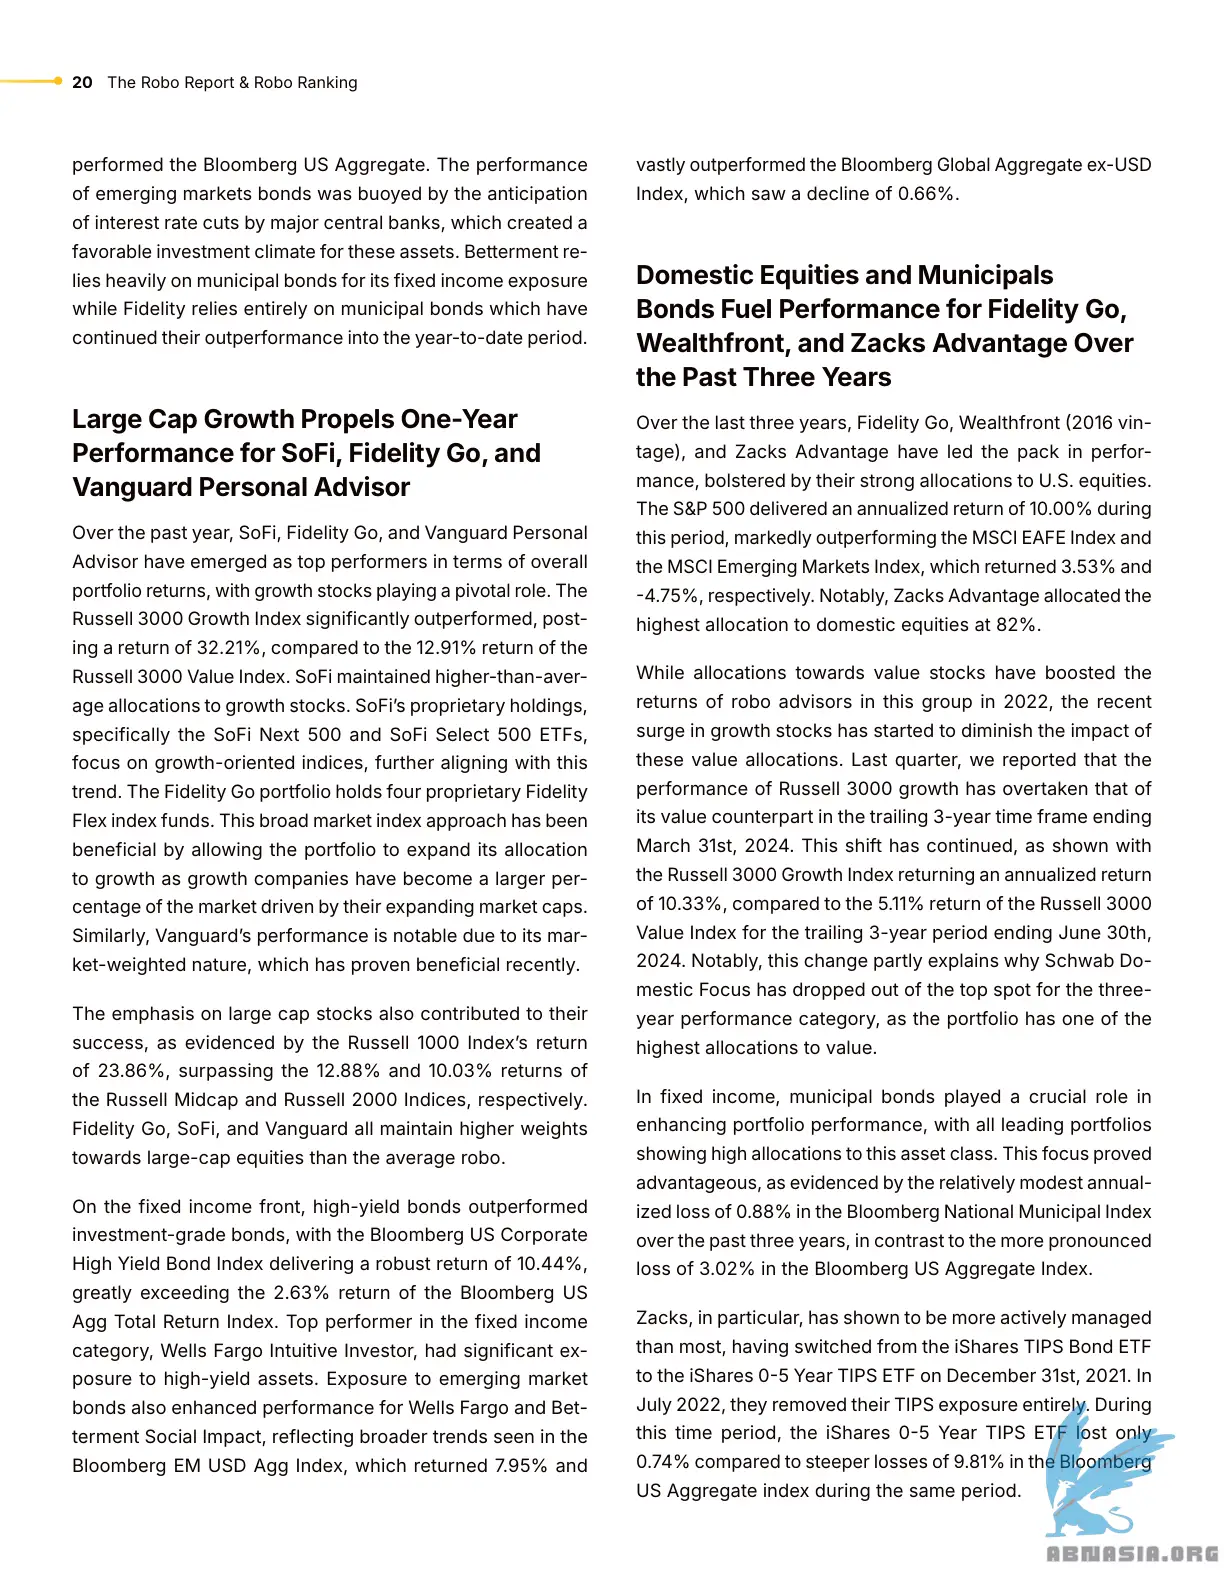 20 The Robo Report & Robo Ranking
performed the Bloomberg US Aggregate. The performance
of emerging markets bonds was buoyed by the anticipation
of interest rate cuts by major central banks, which created a
favorable investment climate for these assets. Betterment re-
lies heavily on municipal bonds for its fixed income exposure
while Fidelity relies entirely on municipal bonds which have
continued their outperformance into the year-to-date period.
Large Cap Growth Propels One-Year
Performance for SoFi, Fidelity Go, and
Vanguard Personal Advisor
Over the past year, SoFi, Fidelity Go, and Vanguard Personal
Advisor have emerged as top performers in terms of overall
portfolio returns, with growth stocks playing a pivotal role. The
Russell 3000 Growth Index significantly outperformed, post-
ing a return of 32.21%, compared to the 12.91% return of the
Russell 3000 Value Index. SoFi maintained higher-than-aver-
age allocations to growth stocks. SoFi’s proprietary holdings,
specifically the SoFi Next 500 and SoFi Select 500 ETFs,
focus on growth-oriented indices, further aligning with this
trend. The Fidelity Go portfolio holds four proprietary Fidelity
Flex index funds. This broad market index approach has been
beneficial by allowing the portfolio to expand its allocation
to growth as growth companies have become a larger per-
centage of the market driven by their expanding market caps.
Similarly, Vanguard’s performance is notable due to its mar-
ket-weighted nature, which has proven beneficial recently.
The emphasis on large cap stocks also contributed to their
success, as evidenced by the Russell 1000 Index’s return
of 23.86%, surpassing the 12.88% and 10.03% returns of
the Russell Midcap and Russell 2000 Indices, respectively.
Fidelity Go, SoFi, and Vanguard all maintain higher weights
towards large-cap equities than the average robo.
On the fixed income front, high-yield bonds outperformed
investment-grade bonds, with the Bloomberg US Corporate
High Yield Bond Index delivering a robust return of 10.44%,
greatly exceeding the 2.63% return of the Bloomberg US
Agg Total Return Index. Top performer in the fixed income
category, Wells Fargo Intuitive Investor, had significant ex-
posure to high-yield assets. Exposure to emerging market
bonds also enhanced performance for Wells Fargo and Bet-
terment Social Impact, reflecting broader trends seen in the
Bloomberg EM USD Agg Index, which returned 7.95% and
vastly outperformed the Bloomberg Global Aggregate ex-USD
Index, which saw a decline of 0.66%.
Domestic Equities and Municipals
Bonds Fuel Performance for Fidelity Go,
Wealthfront, and Zacks Advantage Over
the Past Three Years
Over the last three years, Fidelity Go, Wealthfront (2016 vin-
tage), and Zacks Advantage have led the pack in perfor-
mance, bolstered by their strong allocations to U.S. equities.
The S&P 500 delivered an annualized return of 10.00% during
this period, markedly outperforming the MSCI EAFE Index and
the MSCI Emerging Markets Index, which returned 3.53% and
-4.75%, respectively. Notably, Zacks Advantage allocated the
highest allocation to domestic equities at 82%.
While allocations towards value stocks have boosted the
returns of robo advisors in this group in 2022, the recent
surge in growth stocks has started to diminish the impact of
these value allocations. Last quarter, we reported that the
performance of Russell 3000 growth has overtaken that of
its value counterpart in the trailing 3-year time frame ending
March 31st, 2024. This shift has continued, as shown with
the Russell 3000 Growth Index returning an annualized return
of 10.33%, compared to the 5.11% return of the Russell 3000
Value Index for the trailing 3-year period ending June 30th,
2024. Notably, this change partly explains why Schwab Do-
mestic Focus has dropped out of the top spot for the three-
year performance category, as the portfolio has one of the
highest allocations to value.
In fixed income, municipal bonds played a crucial role in
enhancing portfolio performance, with all leading portfolios
showing high allocations to this asset class. This focus proved
advantageous, as evidenced by the relatively modest annual-
ized loss of 0.88% in the Bloomberg National Municipal Index
over the past three years, in contrast to the more pronounced
loss of 3.02% in the Bloomberg US Aggregate Index.
Zacks, in particular, has shown to be more actively managed
than most, having switched from the iShares TIPS Bond ETF
to the iShares 0-5 Year TIPS ETF on December 31st, 2021. In
July 2022, they removed their TIPS exposure entirely. During
this time period, the iShares 0-5 Year TIPS ETF lost only
0.74% compared to steeper losses of 9.81% in the Bloomberg
US Aggregate index during the same period.
ABNASIA.ORG